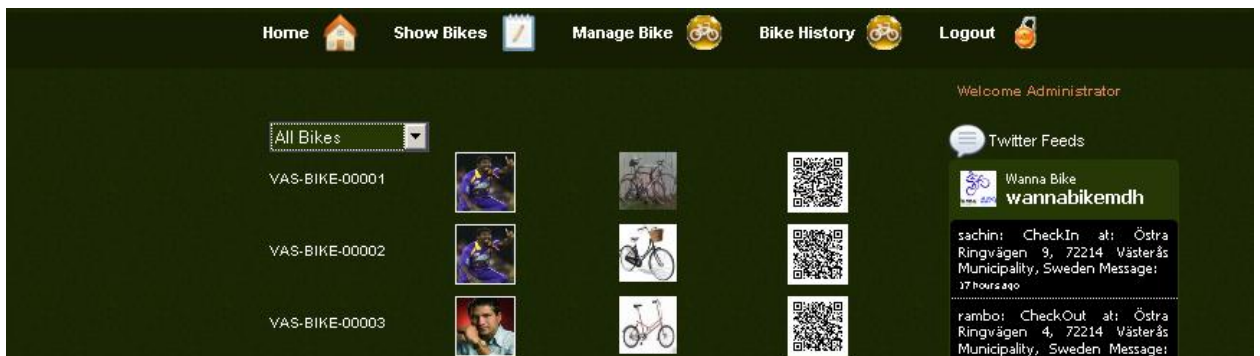 Home Show Bikes Manage Bike Bike History Logout
Welcome Administrator
All Bikes
Twitter Feeds
VAS-BIKE-00001
Wanna Bike
wannabikemdh
VAS-BIKE-00002
sachin: CheckIn at: Östra
Ringvägen 9, 72214 Västerås
Municipality, Sweden Message:
17 hours ago
VAS-BIKE-00003
rambo: CheckOut at: Östra
Ringvägen 4, 72214 Västerås
Municipality, Sweden Message: